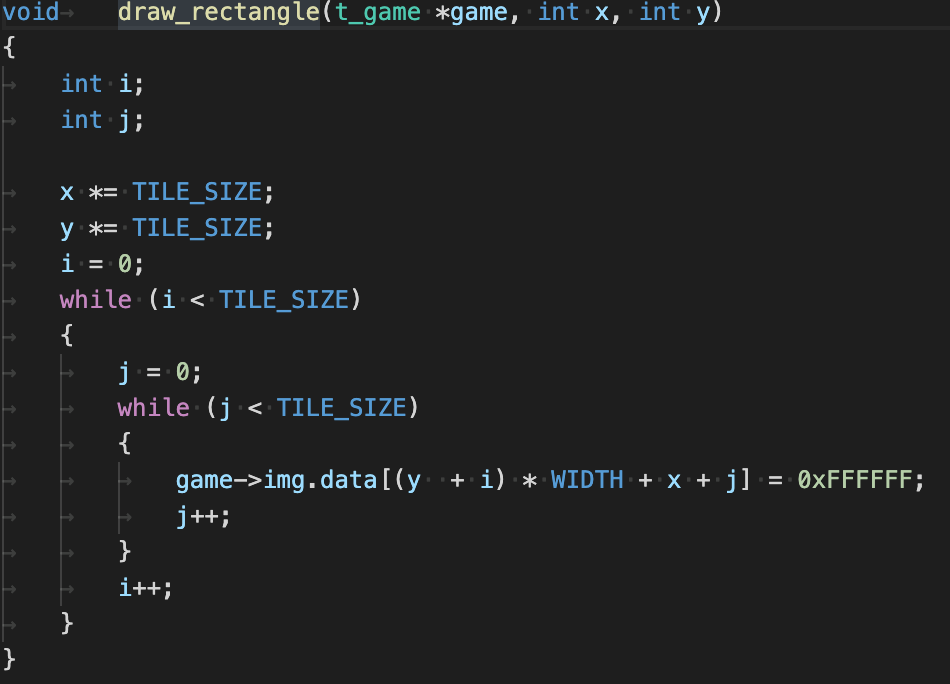 void	draw_rectangle(t_game *game, int x, int y)
{
	int i;
	int j;

	x *= TILE_SIZE;
	y *= TILE_SIZE;
	i = 0;
	while (i < TILE_SIZE)
	{
		j = 0;
		while (j < TILE_SIZE)
		{
			game->img.data[(y  + i) * WIDTH + x + j] = 0xFFFFFF;
			j++;
		}
		i++;
	}
}